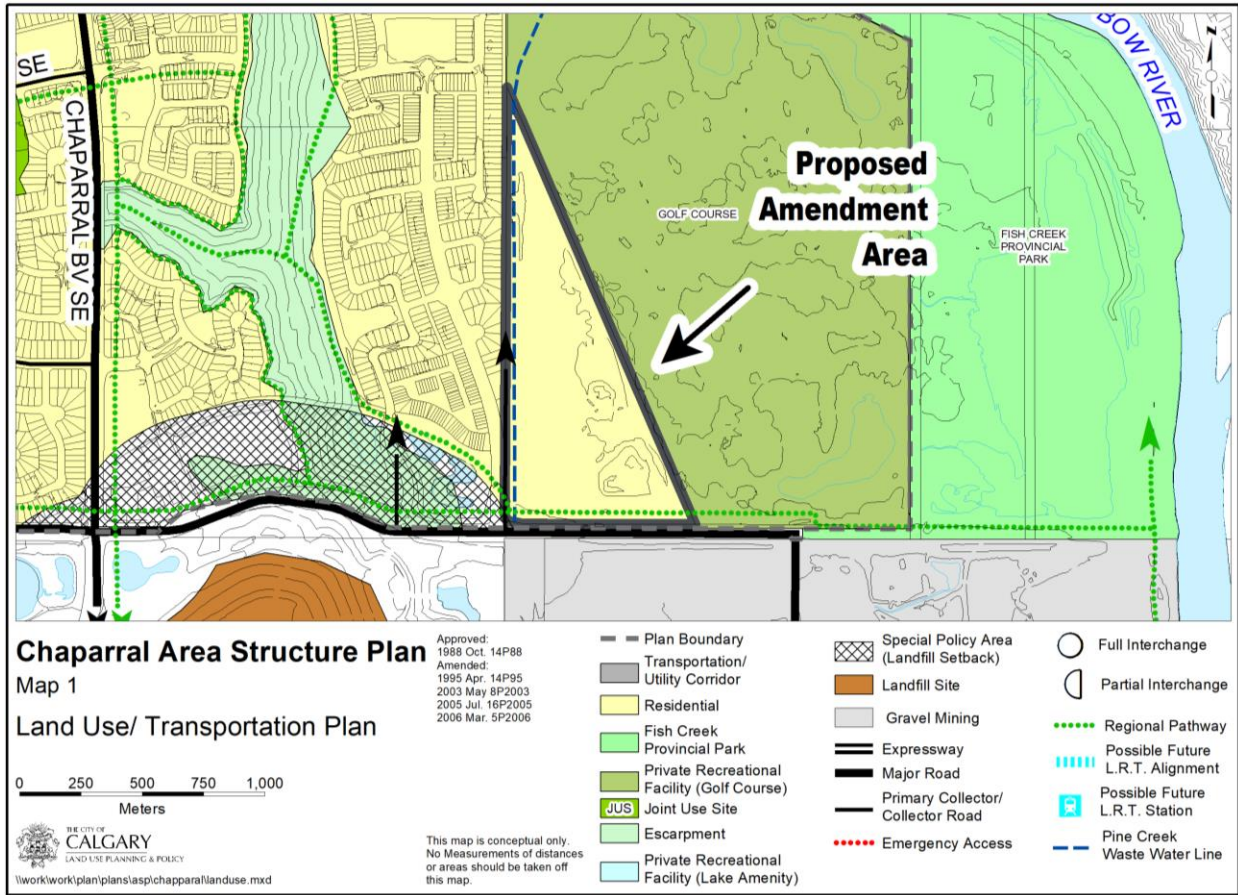 SE
CHAPARRAL BV SE
BOW RIVER
N
Proposed
Amendment
Area
GOLF COURSE
FISH CREEK
PROVINCIAL
PARK
Chaparral Area Structure Plan
Map 1
Land Use/ Transportation Plan
Approved:
1988 Oct. 14P88
Amended:
1995 Apr. 14P95
2003 May 8P2003
2005 Jul. 16P2005
2006 Mar. 5P2006
0 250 500 750 1,000
Meters
THE CITY OF
CALGARY
LAND USE PLANNING & POLICY
\\work\work\plan\plans\asp\chapparal\landuse.mxd
This map is conceptual only.
No Measurements of distances
or areas should be taken off
this map.
Plan Boundary
Transportation/
Utility Corridor
Residential
Fish Creek
Provincial Park
Private Recreational
Facility (Golf Course)
JUS Joint Use Site
Escarpment
Private Recreational
Facility (Lake Amenity)
Special Policy Area
(Landfill Setback)
Landfill Site
Gravel Mining
Expressway
Major Road
Primary Collector/
Collector Road
Emergency Access
Full Interchange
Partial Interchange
Regional Pathway
Possible Future
L.R.T. Alignment
Possible Future
L.R.T. Station
Pine Creek
Waste Water Line